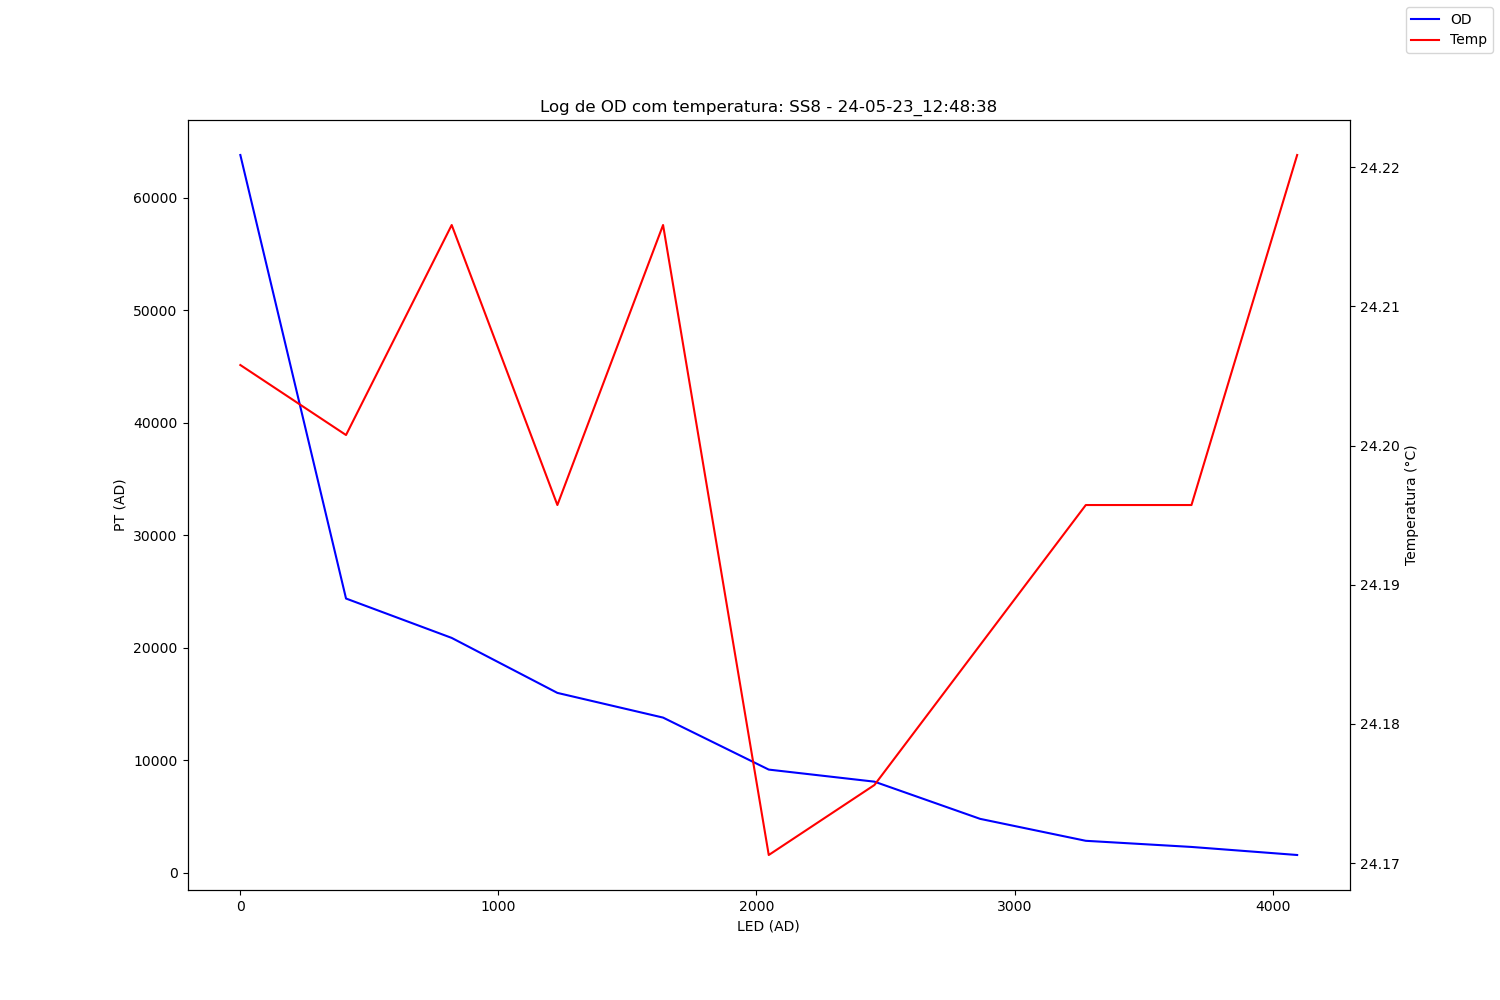 OD
Temp
Log de OD com temperatura: SS8 - 24-05-23_12:48:38
60000
50000
40000
30000
20000
10000
0
PT (AD)
24.22
24.21
24.20
24.19
24.18
24.17
Temperatura (°C)
0 1000 2000 3000 4000
LED (AD)